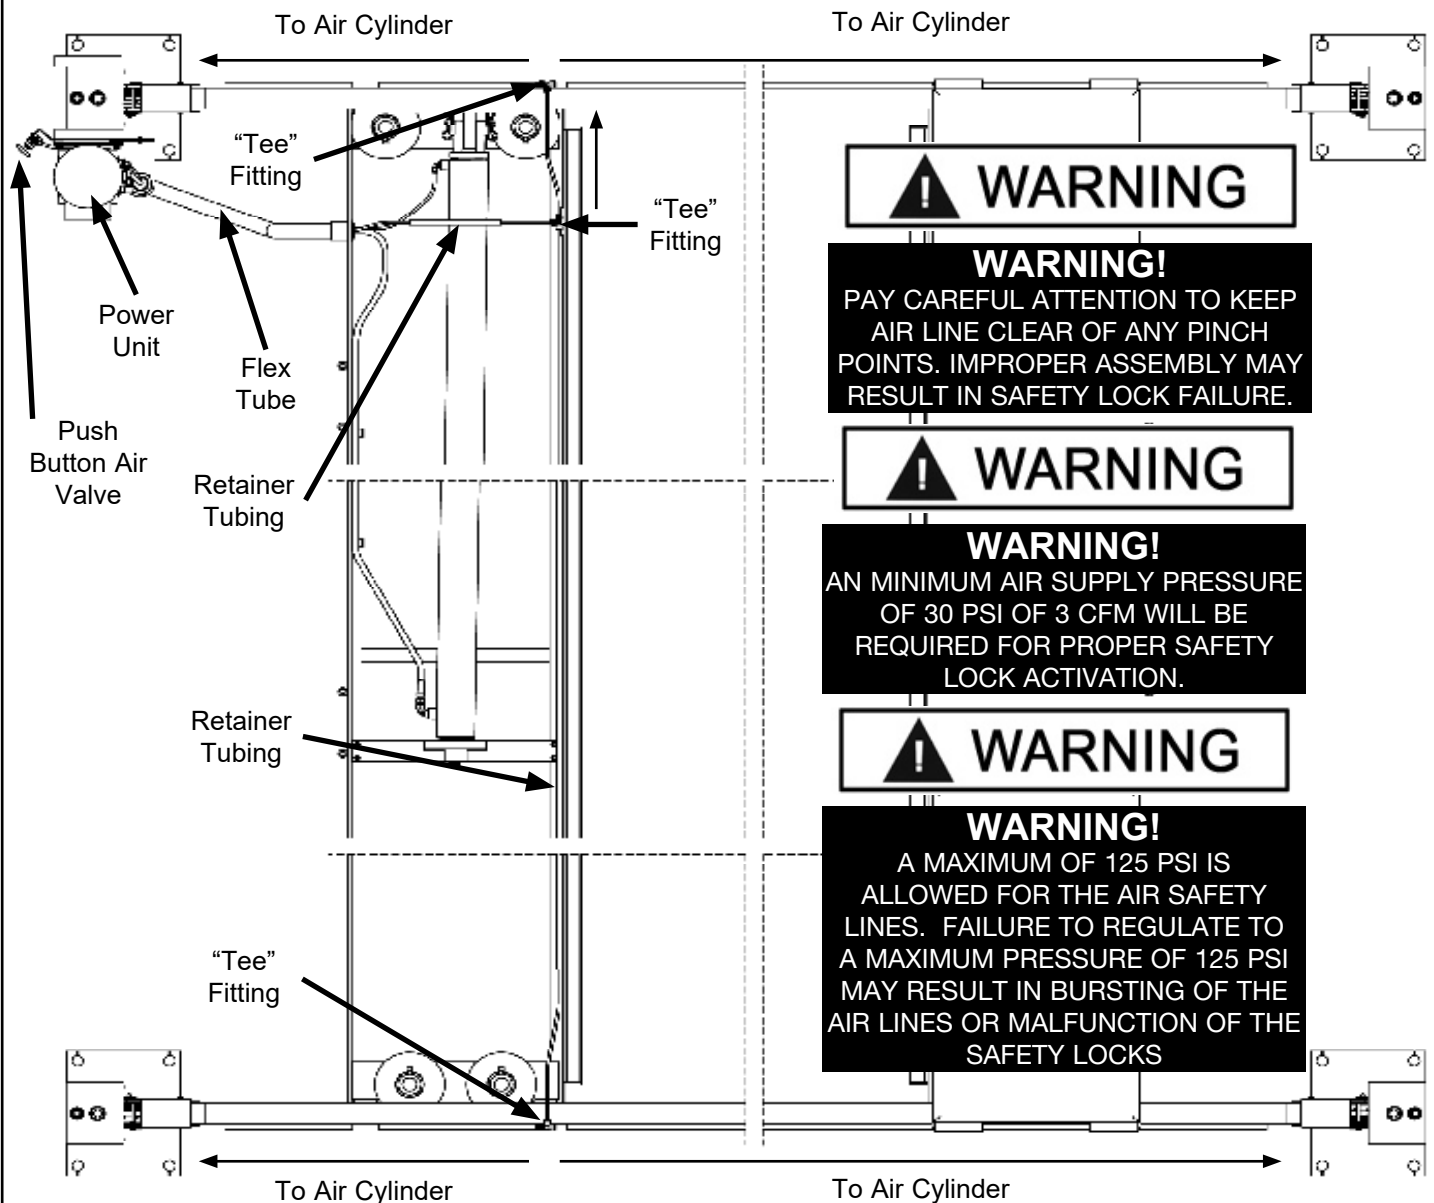 To Air Cylinder
To Air Cylinder
“Tee”
Fitting
“Tee”
Fitting
Power
Unit
Flex
Tube
Push
Button Air
Valve
Retainer
Tubing
Retainer
Tubing
“Tee”
Fitting
WARNING
WARNING!
PAY CAREFUL ATTENTION TO KEEP
AIR LINE CLEAR OF ANY PINCH
POINTS. IMPROPER ASSEMBLY MAY
RESULT IN SAFETY LOCK FAILURE.
WARNING
WARNING!
AN MINIMUM AIR SUPPLY PRESSURE
OF 30 PSI OF 3 CFM WILL BE
REQUIRED FOR PROPER SAFETY
LOCK ACTIVATION.
WARNING
WARNING!
A MAXIMUM OF 125 PSI IS
ALLOWED FOR THE AIR SAFETY
LINES.  FAILURE TO REGULATE TO
A MAXIMUM PRESSURE OF 125 PSI
MAY RESULT IN BURSTING OF THE
AIR LINES OR MALFUNCTION OF THE
SAFETY LOCKS
To Air Cylinder
To Air Cylinder